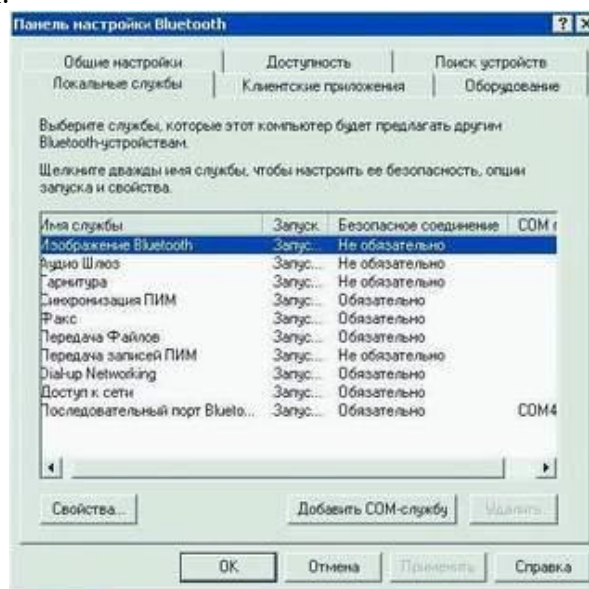 Панель настройки Bluetooth
Общие настройки Доступность Поиск устройств
Локальные службы Клиентские приложения Оборудование
Выберите службы, которые этот компьютер будет предлагать другим
Bluetooth-устройствам.
Щелкните дважды имя службы, чтобы настроить ее безопасность, опции
запуска и свойства.
Имя службы Запуск Безопасное соединение COM п
Изображение Bluetooth Запус... Не обязательно
Аудио Шлюз Запус... Не обязательно
Гарнитура Запус... Не обязательно
Синхронизация ПИМ Запус... Обязательно
Факс Запус... Обязательно
Передача Файлов Запус... Обязательно
Передача записей ПИМ Запус... Не обязательно
Dial-up Networking Запус... Обязательно
Доступ к сети Запус... Обязательно
Последовательный порт Blueto... Запус... Обязательно COM4
Свойства... Добавить COM-службу Удалить
OK Отмена Применить Справка